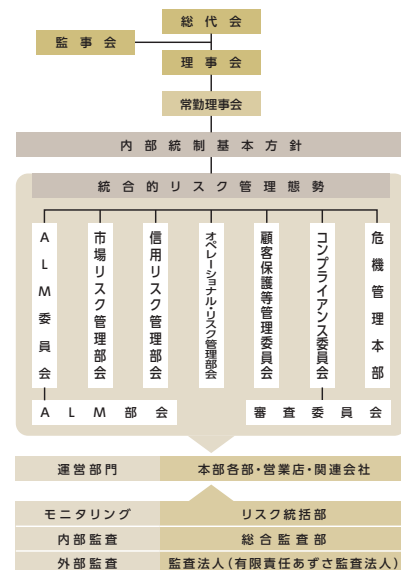 総代会
監事会
理事会
常勤理事会
内部統制基本方針
統合的リスク管理態勢
ALM委員会
市場リスク管理部会
信用リスク管理部会
オペレーショナル・リスク管理部会
顧客保護等管理委員会
コンプライアンス委員会
危機管理本部
ALM部会
審査委員会
運営部門
本部各部・営業店・関連会社
モニタリング
リスク統括部
内部監査
総合監査部
外部監査
監査法人(有限責任あずさ監査法人)